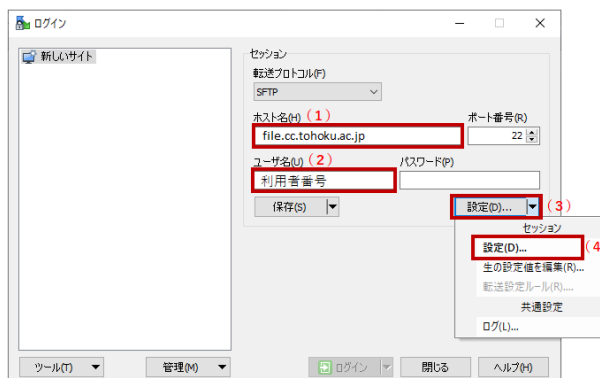 ログイン
新しいサイト
セッション
転送プロトコル(F)
SFTP
ホスト名(H) (1) ポート番号(R)
file.cc.tohoku.ac.jp 22
ユーザ名(U) (2) パスワード(P)
利用者番号
保存(S) 設定(D)... (3)
セッション
設定(D)... (4
生の設定値を編集(R)...
転送設定ルール(R)....
共通設定
ログ(L)...
ツール(T) 管理(M) ログイン 閉じる ヘルプ(H)